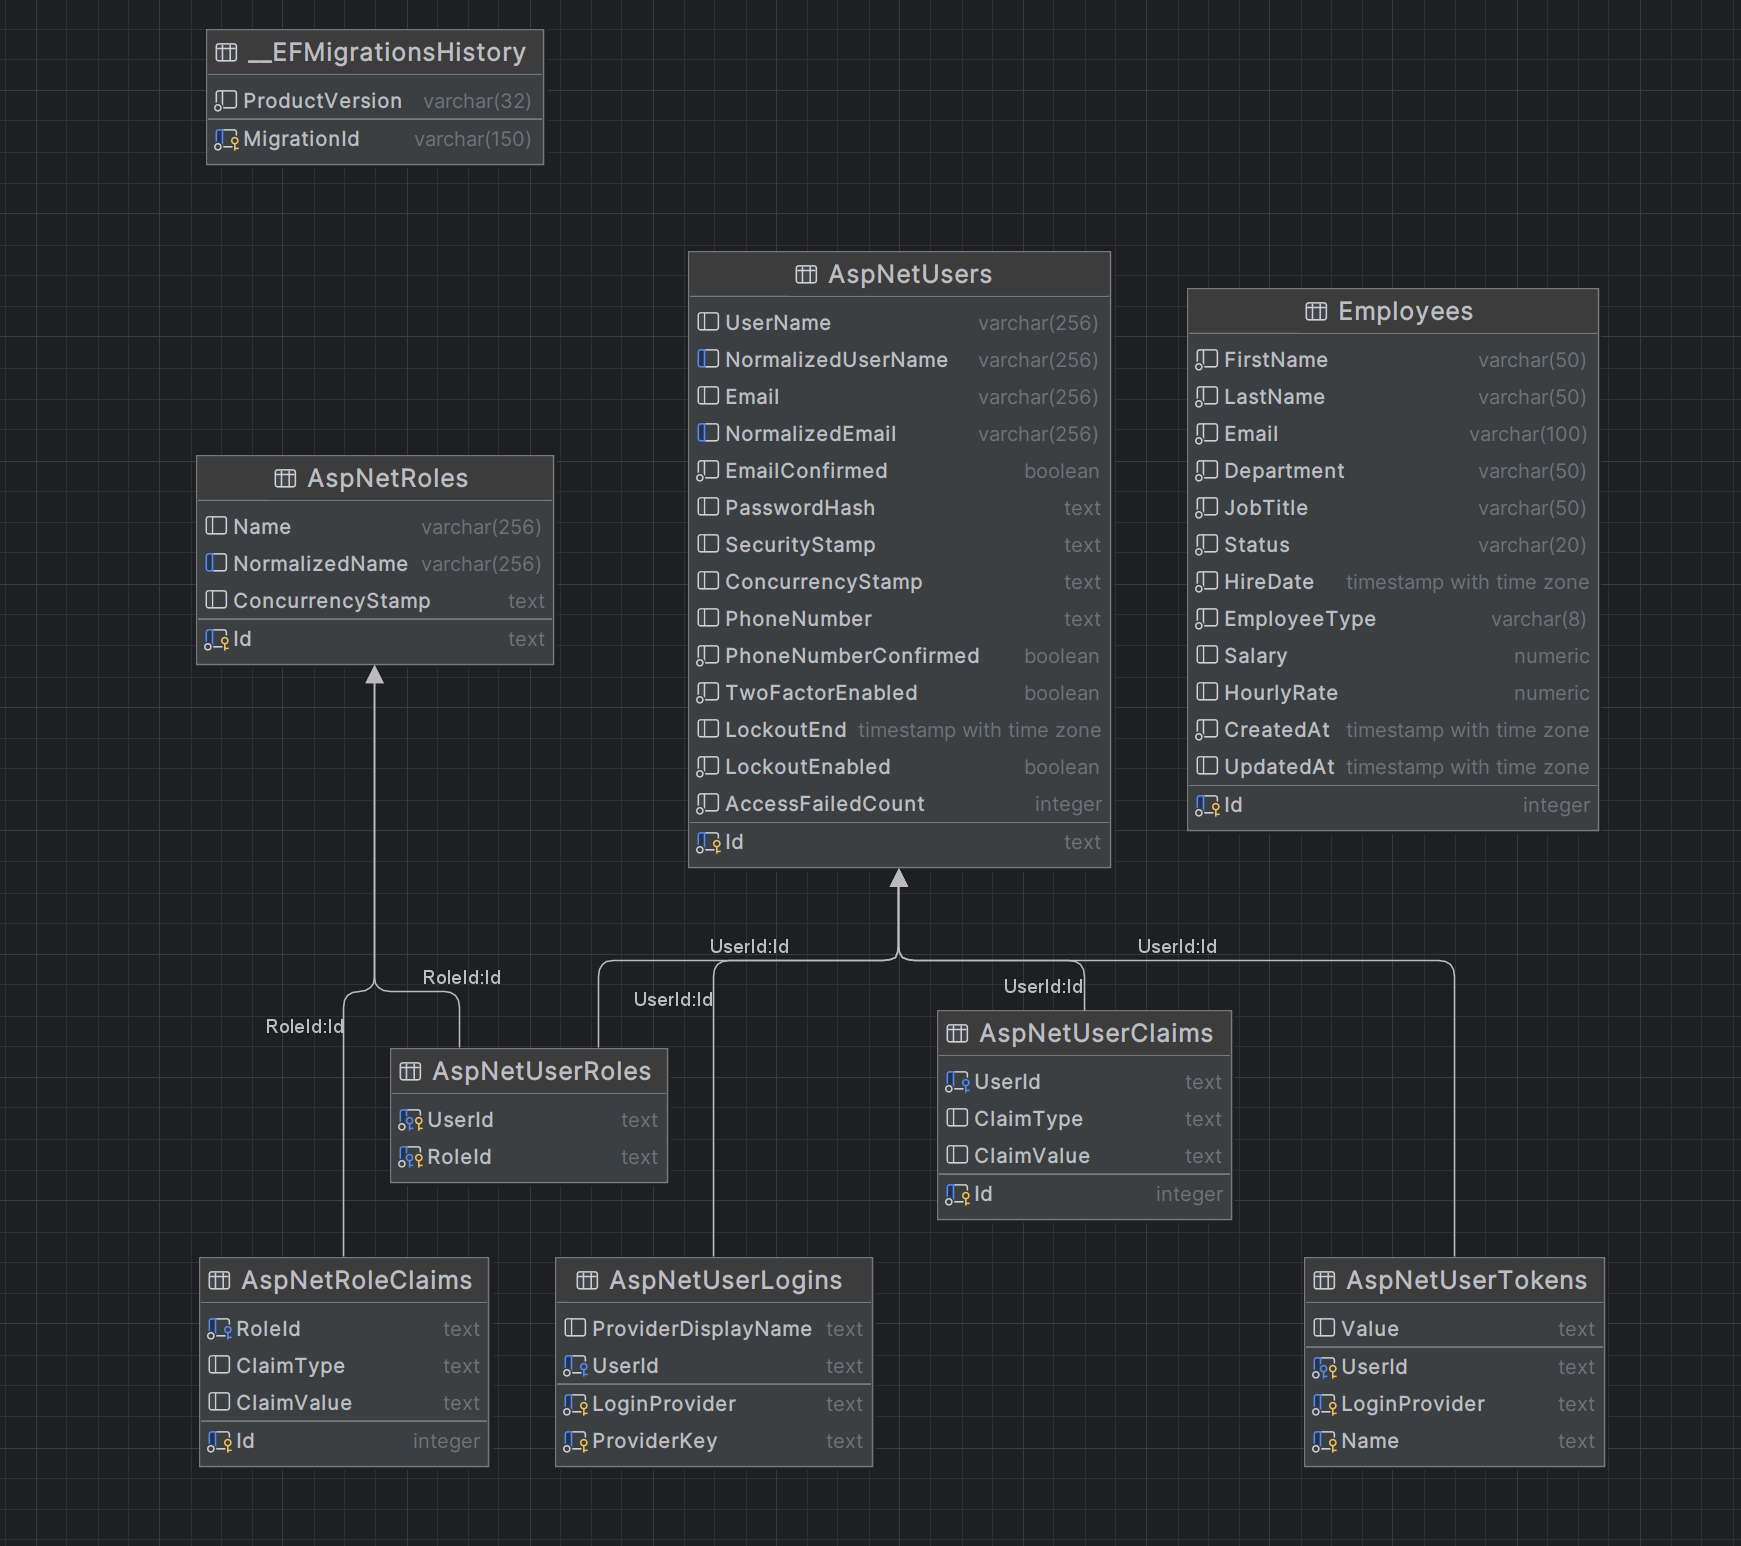 __EFMigrationsHistory
ProductVersion varchar(32)
MigrationId varchar(150)
AspNetUsers
UserName varchar(256)
NormalizedUserName varchar(256)
Email varchar(256)
NormalizedEmail varchar(256)
EmailConfirmed boolean
PasswordHash text
SecurityStamp text
ConcurrencyStamp text
PhoneNumber text
PhoneNumberConfirmed boolean
TwoFactorEnabled boolean
LockoutEnd timestamp with time zone
LockoutEnabled boolean
AccessFailedCount integer
Id text
Employees
FirstName varchar(50)
LastName varchar(50)
Email varchar(100)
Department varchar(50)
JobTitle varchar(50)
Status varchar(20)
HireDate timestamp with time zone
EmployeeType varchar(8)
Salary numeric
HourlyRate numeric
CreatedAt timestamp with time zone
UpdatedAt timestamp with time zone
Id integer
AspNetRoles
Name varchar(256)
NormalizedName varchar(256)
ConcurrencyStamp text
Id text
UserId:Id
UserId:Id
RoleId:Id
UserId:Id
UserId:Id
RoleId:Id
AspNetUserRoles
UserId text
RoleId text
AspNetUserClaims
UserId text
ClaimType text
ClaimValue text
Id integer
AspNetRoleClaims
RoleId text
ClaimType text
ClaimValue text
Id integer
AspNetUserLogins
ProviderDisplayName text
UserId text
LoginProvider text
ProviderKey text
AspNetUserTokens
Value text
UserId text
LoginProvider text
Name text